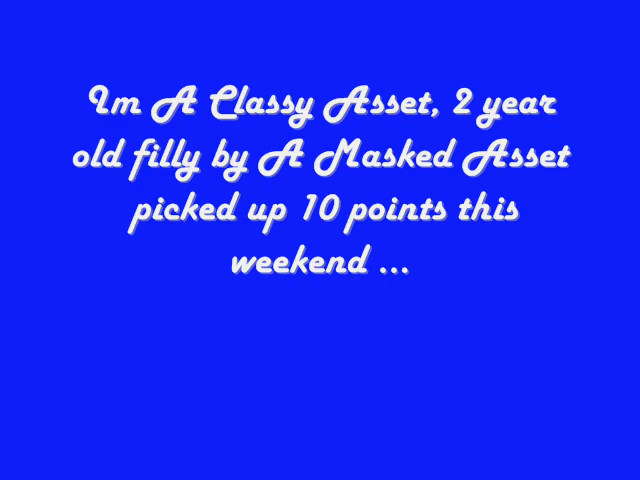 Im A Classy Asset, 2 year
old filly by A Masked Asset
picked up 10 points this
weekend ...